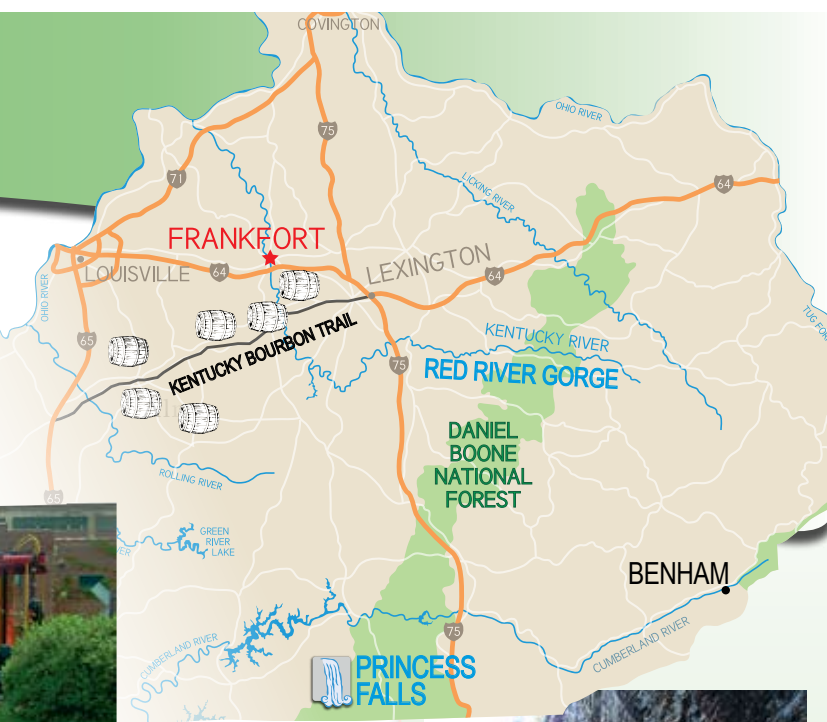 COVINGTON
OHIO RIVER
75
71
LICKING RIVER
64
FRANKFORT
LEXINGTON
LOUISVILLE
64
64
OHIO RIVER
TUG FORK
65
KENTUCKY BOURBON TRAIL
KENTUCKY RIVER
75
RED RIVER GORGE
DANIEL
BOONE
NATIONAL
FOREST
ROLLING RIVER
65
GREEN
RIVER
LAKE
BENHAM
75
CUMBERLAND RIVER
CUMBERLAND RIVER
PRINCESS
FALLS